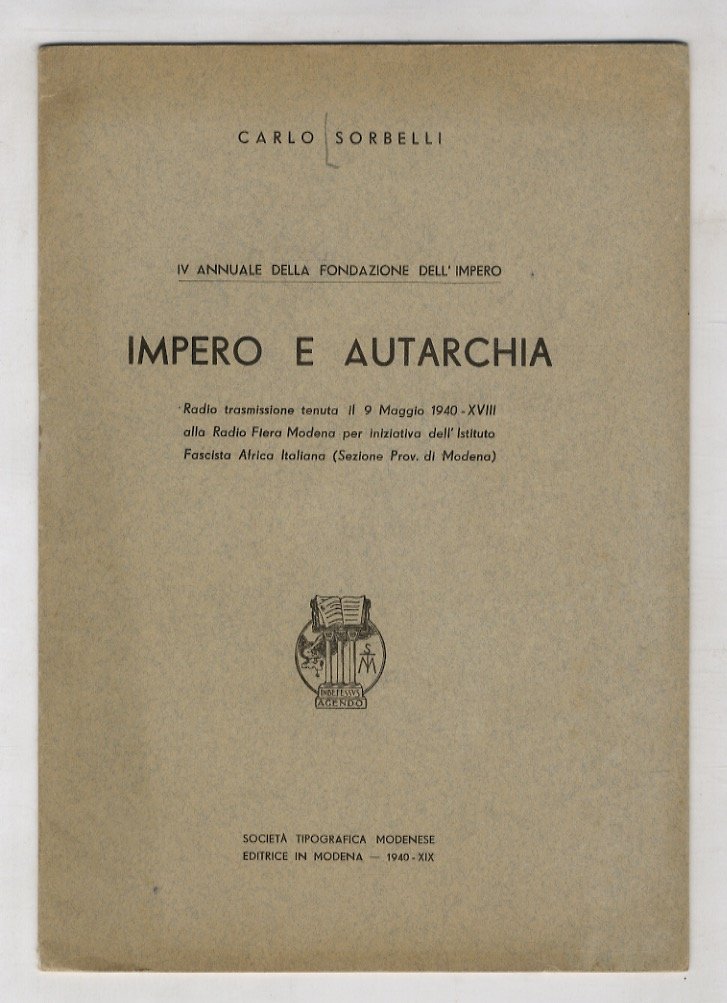 CARLO SORBELLI
IV ANNUALE DELLA FONDAZIONE DELL' IMPERO
IMPERO E AUTARCHIA
Radio trasmissione tenuta il 9 Maggio 1940-XVIII
alla Radio Fiera Modena per iniziativa dell' Istituto
Fascista Africa Italiana (Sezione Prov. di Modena)
S
M
INDEFESSVS
AGENDO
SOCIETÀ TIPOGRAFICA MODENESE
EDITRICE IN MODENA — 1940-XIX